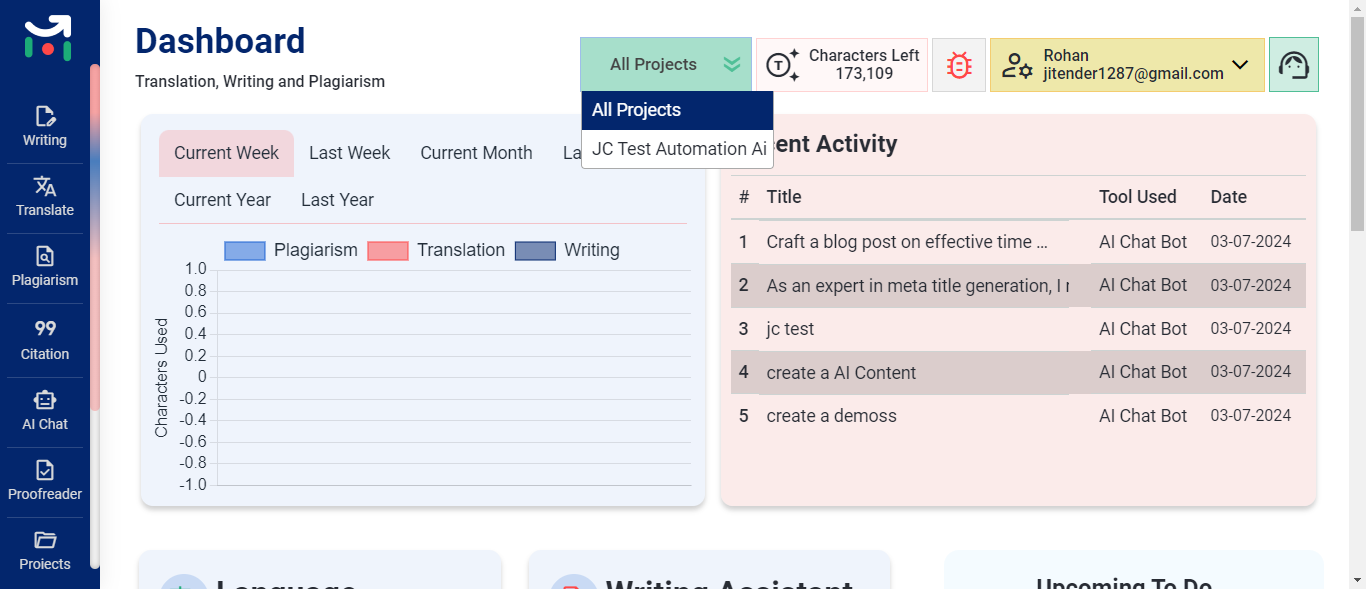 Dashboard
Translation, Writing and Plagiarism
All Projects
Characters Left
173,109
Rohan
jitender1287@gmail.com
All Projects
JC Test Automation Ai
Writing
Translate
Plagiarism
99
Citation
AI Chat
Proofreader
Projects
Current Week
Last Week
Current Month
La
Current Year
Last Year
Plagiarism
Translation
Writing
Characters Used
1.0
0.8
0.6
0.4
0.2
0
-0.2
-0.4
-0.6
-0.8
-1.0
ent Activity
# Title Tool Used Date
1 Craft a blog post on effective time ... AI Chat Bot 03-07-2024
2 As an expert in meta title generation, I r AI Chat Bot 03-07-2024
3 jc test AI Chat Bot 03-07-2024
4 create a AI Content AI Chat Bot 03-07-2024
5 create a demoss AI Chat Bot 03-07-2024
Language
Writing Assistant
Upcoming To Do